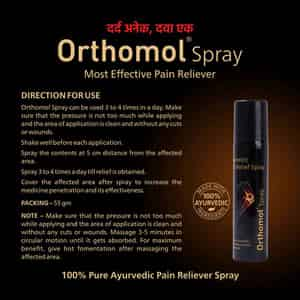 दर्द अनेक, दवा एक
Orthomol® Spray
Most Effective Pain Reliever
DIRECTION FOR USE
Orthomol Spray can be used 3 to 4 times in a day. Make
sure that the pressure is not too much while applying
and the area of application is clean and without any cuts
or wounds.
Shake well before each application.
Spray the contents at 5 cm distance from the affected
area.
Spray 3 to 4 times a day till relief is obtained.
Cover the affected area after spray to increase the
medicine penetration and its effectiveness.
PACKING – 55 gm
NOTE – Make sure that the pressure is not too much
while applying and the area of application is clean and
without any cuts or wounds. Massage 3-5 minutes in
circular motion until it gets absorbed. For maximum
benefit, give hot fomentation after massaging the
affected area.
Relief Spray
Orthomol Spray
100%
AYURVEDIC
100% Pure Ayurvedic Pain Reliever Spray